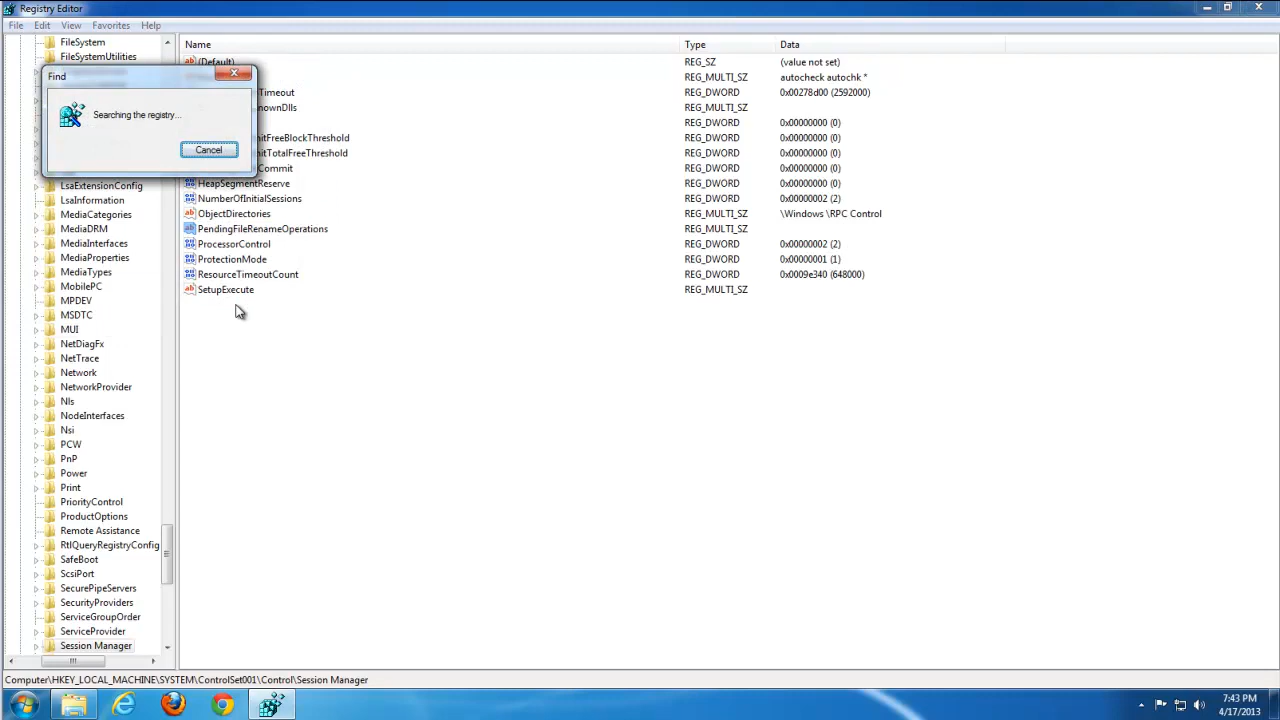 Registry Editor
File Edit View Favorites Help
FileSystem
FileSystemUtilities
Find
Searching the registry...
Cancel
LsaExtensionConfig
LsaInformation
MediaCategories
MediaDRM
MediaInterfaces
MediaProperties
MediaTypes
MobilePC
MPDEV
MSDTC
MUI
NetDiagFx
NetTrace
Network
NetworkProvider
Nls
NodeInterfaces
Nsi
PCW
PnP
Power
Print
PriorityControl
ProductOptions
Remote Assistance
RtlQueryRegistryConfig
SafeBoot
ScsiPort
SecurePipeServers
SecurityProviders
ServiceGroupOrder
ServiceProvider
Session Manager
Name Type Data
(Default) REG_SZ (value not set)
REG_MULTI_SZ autocheck autochk *
Timeout REG_DWORD 0x00278d00 (2592000)
nownDlls REG_MULTI_SZ
REG_DWORD 0x00000000 (0)
mitFreeBlockThreshold REG_DWORD 0x00000000 (0)
mitTotalFreeThreshold REG_DWORD 0x00000000 (0)
Commit REG_DWORD 0x00000000 (0)
HeapSegmentReserve REG_DWORD 0x00000000 (0)
NumberOfInitialSessions REG_DWORD 0x00000002 (2)
ObjectDirectories REG_MULTI_SZ \Windows \RPC Control
PendingFileRenameOperations REG_MULTI_SZ
ProcessorControl REG_DWORD 0x00000002 (2)
ProtectionMode REG_DWORD 0x00000001 (1)
ResourceTimeoutCount REG_DWORD 0x0009e340 (648000)
SetupExecute REG_MULTI_SZ
Computer\HKEY_LOCAL_MACHINE\SYSTEM\ControlSet001\Control\Session Manager
7:43 PM
4/17/2013